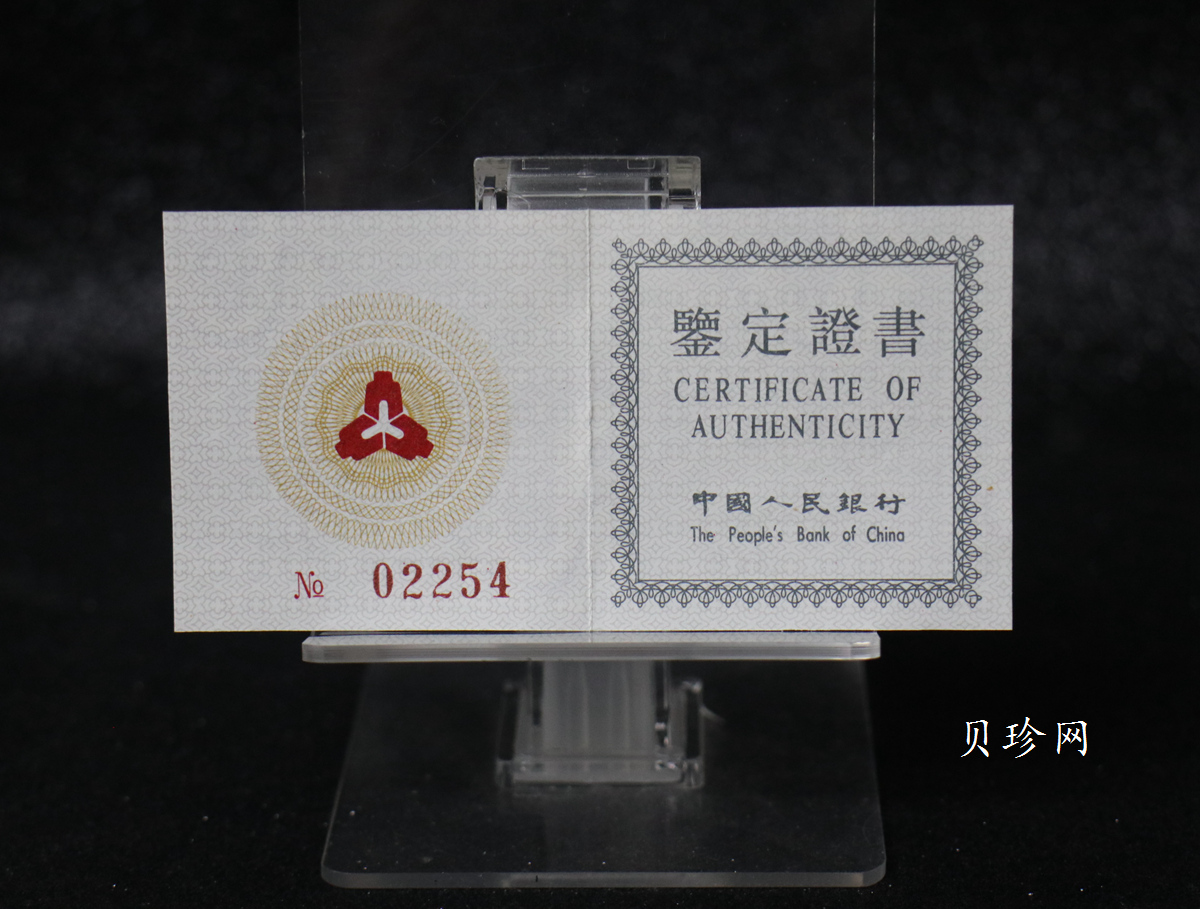 № 02254
鑒定證書
CERTIFICATE OF
AUTHENTICITY
中國人民銀行
The People's Bank of China
贝珍网